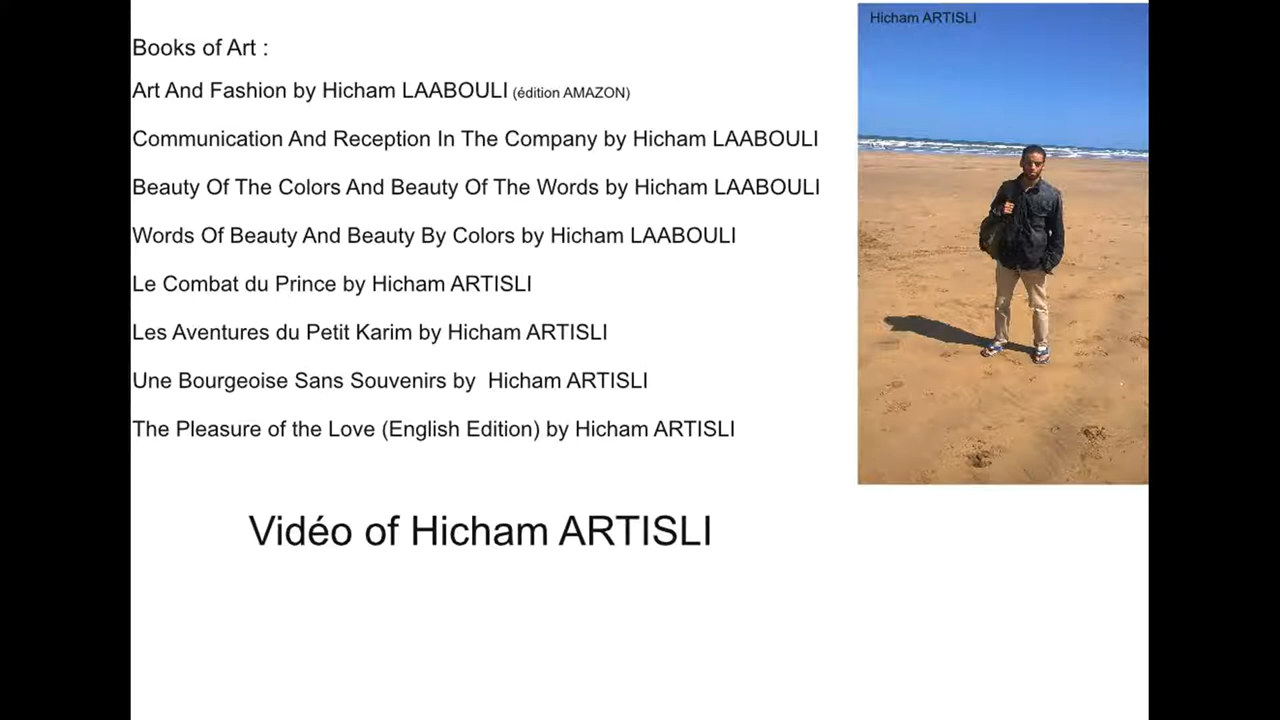 Hicham ARTISLI
Books of Art :
Art And Fashion by Hicham LAABOULI (édition AMAZON)
Communication And Reception In The Company by Hicham LAABOULI
Beauty Of The Colors And Beauty Of The Words by Hicham LAABOULI
Words Of Beauty And Beauty By Colors by Hicham LAABOULI
Le Combat du Prince by Hicham ARTISLI
Les Aventures du Petit Karim by Hicham ARTISLI
Une Bourgeoise Sans Souvenirs by  Hicham ARTISLI
The Pleasure of the Love (English Edition) by Hicham ARTISLI
Vidéo of Hicham ARTISLI